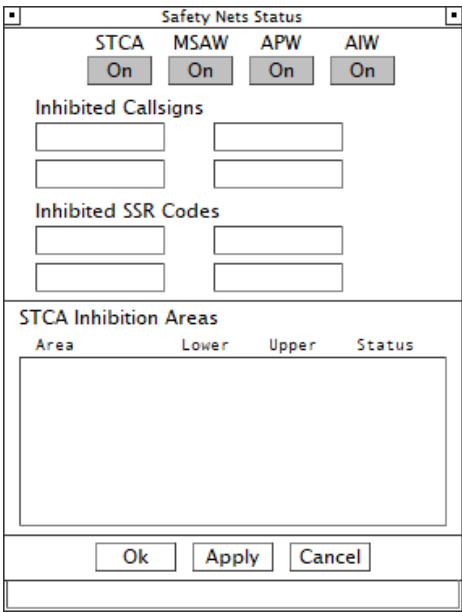 Safety Nets Status
STCA MSAW APW AIW
On On On On
Inhibited Callsigns
Inhibited SSR Codes
STCA Inhibition Areas
Area Lower Upper Status
Ok Apply Cancel